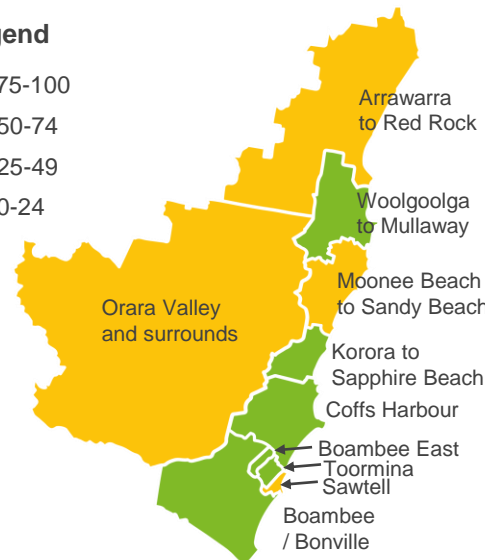 gend
75-100
50-74
25-49
0-24
Arrawarra
to Red Rock
Woolgoolga
to Mullaway
Moonee Beach
to Sandy Beach
Orara Valley
and surrounds
Korora to
Sapphire Beach
Coffs Harbour
Boambee East
Toormina
Sawtell
Boambee
/ Bonville